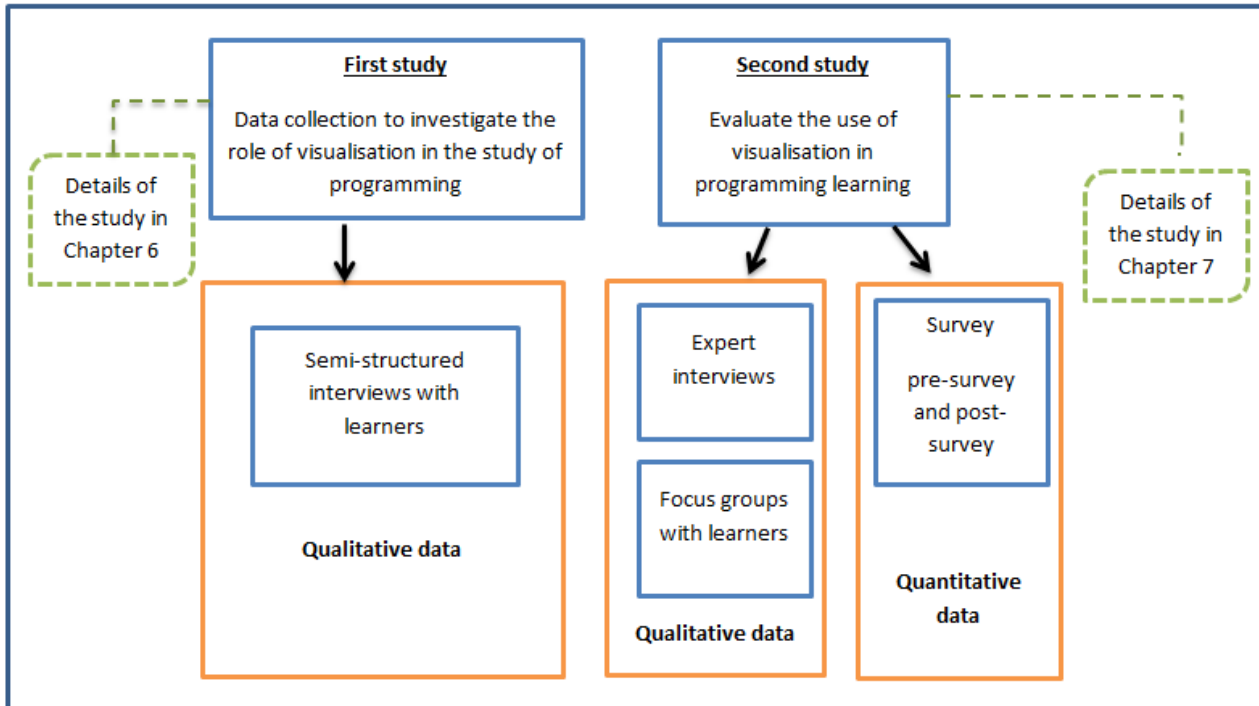 First study
Data collection to investigate the
role of visualisation in the study of
programming
Second study
Evaluate the use of
visualisation in
programming learning
Details of
the study in
Chapter 6
Details of
the study in
Chapter 7
Semi-structured
interviews with
learners
Qualitative data
Expert
interviews
Focus groups
with learners
Qualitative data
Survey
pre-survey
and post-
survey
Quantitative
data